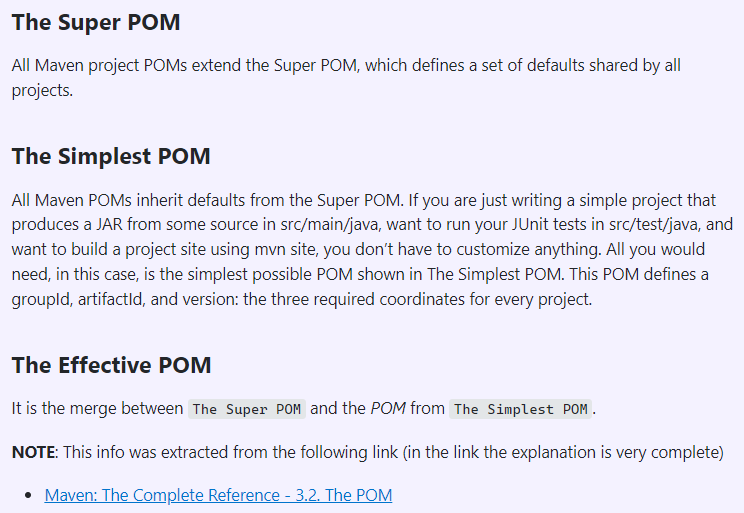 The Super POM
All Maven project POMs extend the Super POM, which defines a set of defaults shared by all
projects.
The Simplest POM
All Maven POMs inherit defaults from the Super POM. If you are just writing a simple project that
produces a JAR from some source in src/main/java, want to run your JUnit tests in src/test/java, and
want to build a project site using mvn site, you don’t have to customize anything. All you would
need, in this case, is the simplest possible POM shown in The Simplest POM. This POM defines a
groupId, artifactId, and version: the three required coordinates for every project.
The Effective POM
It is the merge between The Super POM and the POM from The Simplest POM.
NOTE: This info was extracted from the following link (in the link the explanation is very complete)
• Maven: The Complete Reference - 3.2. The POM